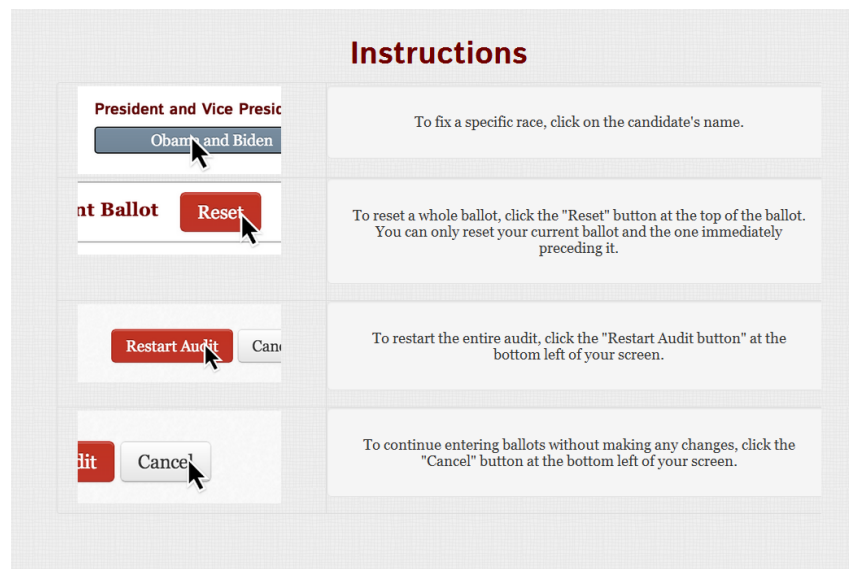 Instructions
President and Vice Presid
Obama and Biden
To fix a specific race, click on the candidate's name.
nt Ballot
Reset
To reset a whole ballot, click the "Reset" button at the top of the ballot.
You can only reset your current ballot and the one immediately
preceding it.
Restart Audit
Canc
To restart the entire audit, click the "Restart Audit button" at the
bottom left of your screen.
dit
Cancel
To continue entering ballots without making any changes, click the
"Cancel" button at the bottom left of your screen.